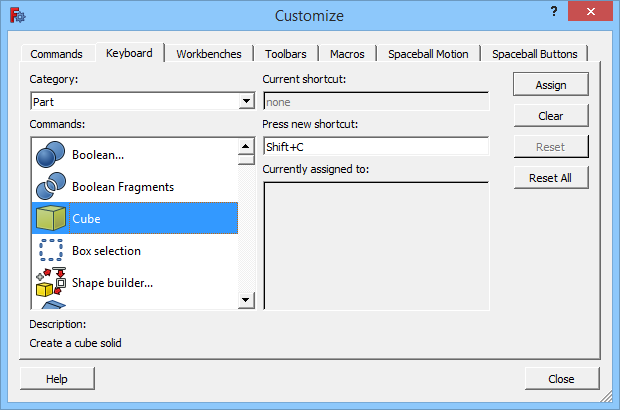 Customize
?
Commands Keyboard Workbenches Toolbars Macros Spaceball Motion Spaceball Buttons
Category:
Part
Commands:
Boolean...
Boolean Fragments
Cube
Box selection
Shape builder...
Current shortcut:
none
Press new shortcut:
Shift+C
Currently assigned to:
Assign
Clear
Reset
Reset All
Description:
Create a cube solid
Help
Close